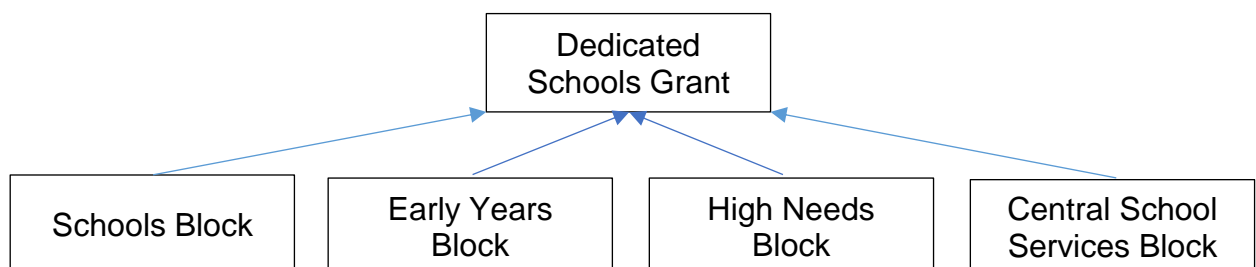 Dedicated
Schools Grant
Schools Block
Early Years
Block
High Needs
Block
Central School
Services Block